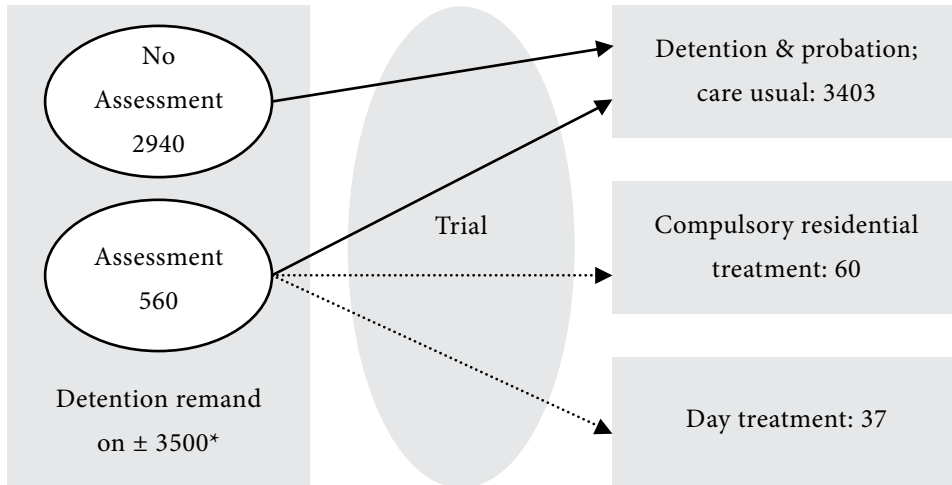 No
Assessment
2940
Assessment
560
Detention remand
on ± 3500*
Trial
Detention & probation;
care usual: 3403
Compulsory residential
treatment: 60
Day treatment: 37